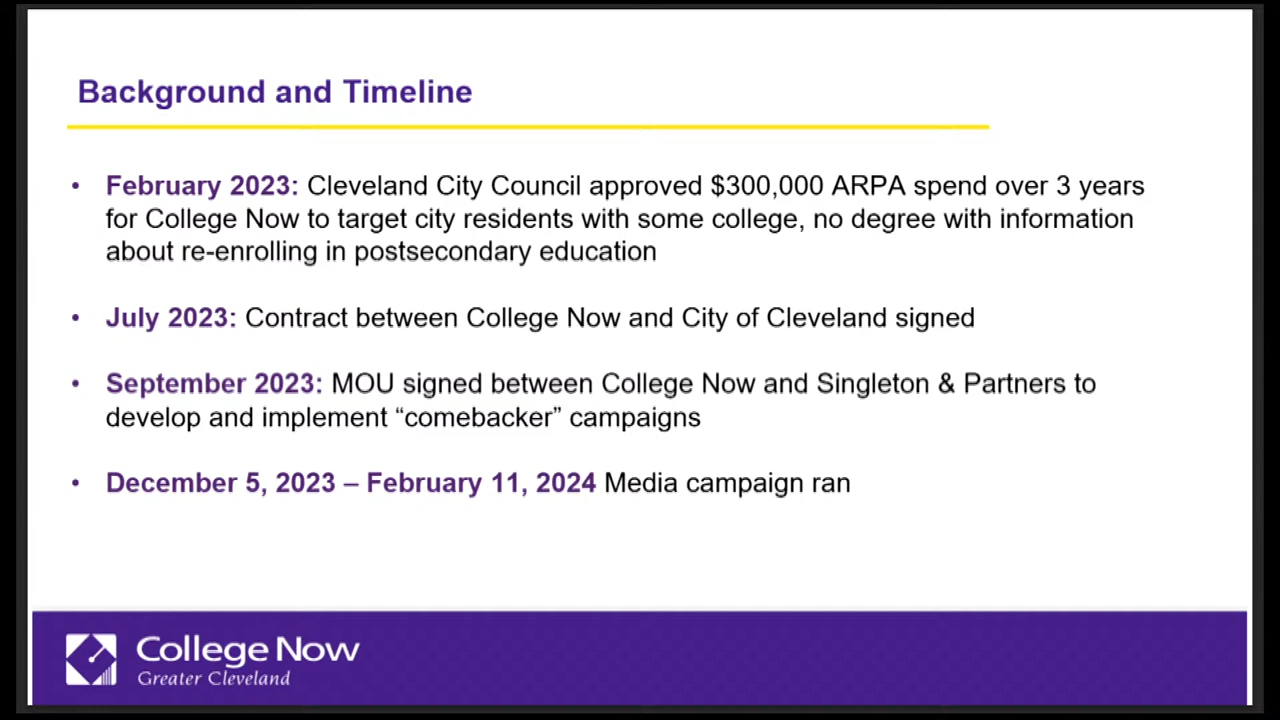 Background and Timeline
• February 2023: Cleveland City Council approved $300,000 ARPA spend over 3 years
for College Now to target city residents with some college, no degree with information
about re-enrolling in postsecondary education
• July 2023: Contract between College Now and City of Cleveland signed
• September 2023: MOU signed between College Now and Singleton & Partners to
develop and implement “comebacker” campaigns
• December 5, 2023 – February 11, 2024 Media campaign ran
College Now
Greater Cleveland